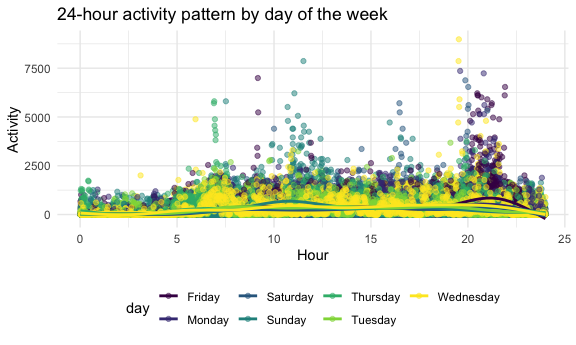 24-hour activity pattern by day of the week
7500
5000
2500
0
Activity
0 5 10 15 20 25
Hour
day
Friday Saturday Thursday Wednesday
Monday Sunday Tuesday